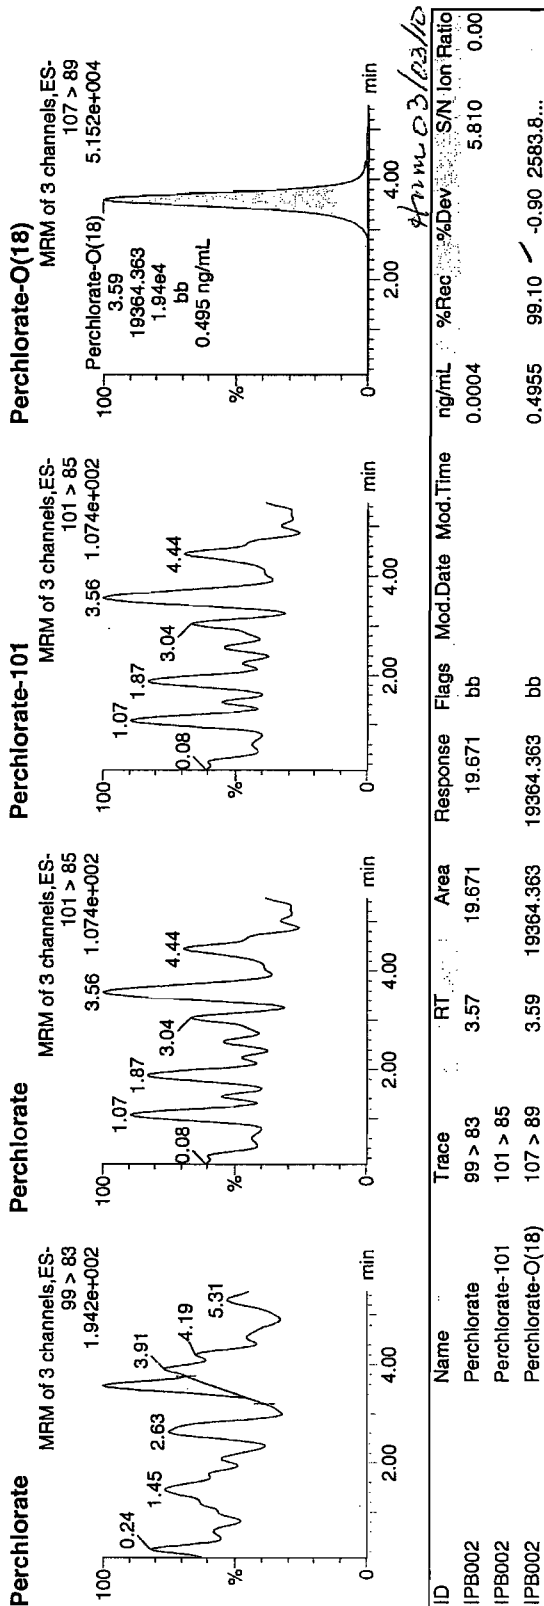 Perchlorate
MRM of 3 channels,ES-
99 > 83
1.942e+002
100
%
0
0.24
1.45
2.63
3.91
4.19
5.31
2.00
4.00
min
Perchlorate
MRM of 3 channels,ES-
101 > 85
1.074e+002
100
%
0
0.08
1.07
1.87
3.04
3.56
4.44
2.00
4.00
min
Perchlorate-101
MRM of 3 channels,ES-
101 > 85
1.074e+002
100
%
0
0.08
1.07
1.87
3.04
3.56
4.44
2.00
4.00
min
Perchlorate-O(18)
MRM of 3 channels,ES-
107 > 89
5.152e+004
100
%
0
Perchlorate-O(18)
3.59
19364.363
1.94e4
bb
0.495 ng/mL
2.00
4.00
min
03/03/10
ID Name Trace RT Area Response Flags Mod.Date Mod.Time ng/mL %Rec %Dev S/N Ion Ratio
IPB002 Perchlorate 99 > 83 3.57 19.671 19.671 bb 0.0004 5.810 0.00
IPB002 Perchlorate-101 101 > 85
IPB002 Perchlorate-O(18) 107 > 89 3.59 19364.363 19364.363 bb 0.4955 99.10 -0.90 2583.8...